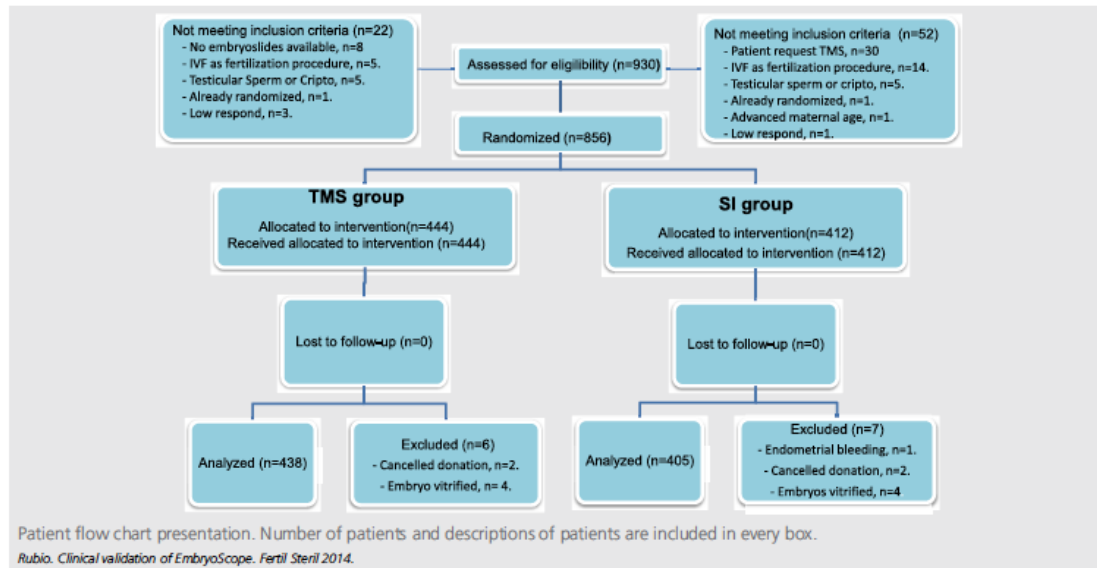 Not meeting inclusion criteria (n=22)
- No embryoslides available, n=8
- IVF as fertilization procedure, n=5.
- Testicular Sperm or Cripto, n=5.
- Already randomized, n=1.
- Low respond, n=3.
Assessed for eligilibility (n=930)
Not meeting inclusion criteria (n=52)
- Patient request TMS, n=30
- IVF as fertilization procedure, n=14.
- Testicular sperm or cripto, n=5.
- Already randomized, n=1.
- Advanced maternal age, n=1.
- Low respond, n=1.
Randomized (n=856)
TMS group
Allocated to intervention(n=444)
Received allocated to intervention (n=444)
SI group
Allocated to intervention(n=412)
Received allocated to intervention (n=412)
Lost to follow-up (n=0)
Lost to follow-up (n=0)
Analyzed (n=438)
Excluded (n=6)
- Cancelled donation, n=2.
- Embryo vitrified, n= 4.
Analyzed (n=405)
Excluded (n=7)
- Endometrial bleeding, n=1.
- Cancelled donation, n=2.
- Embryos vitrified, n=4
Patient flow chart presentation. Number of patients and descriptions of patients are included in every box.
Rubio. Clinical validation of EmbryoScope. Fertil Steril 2014.